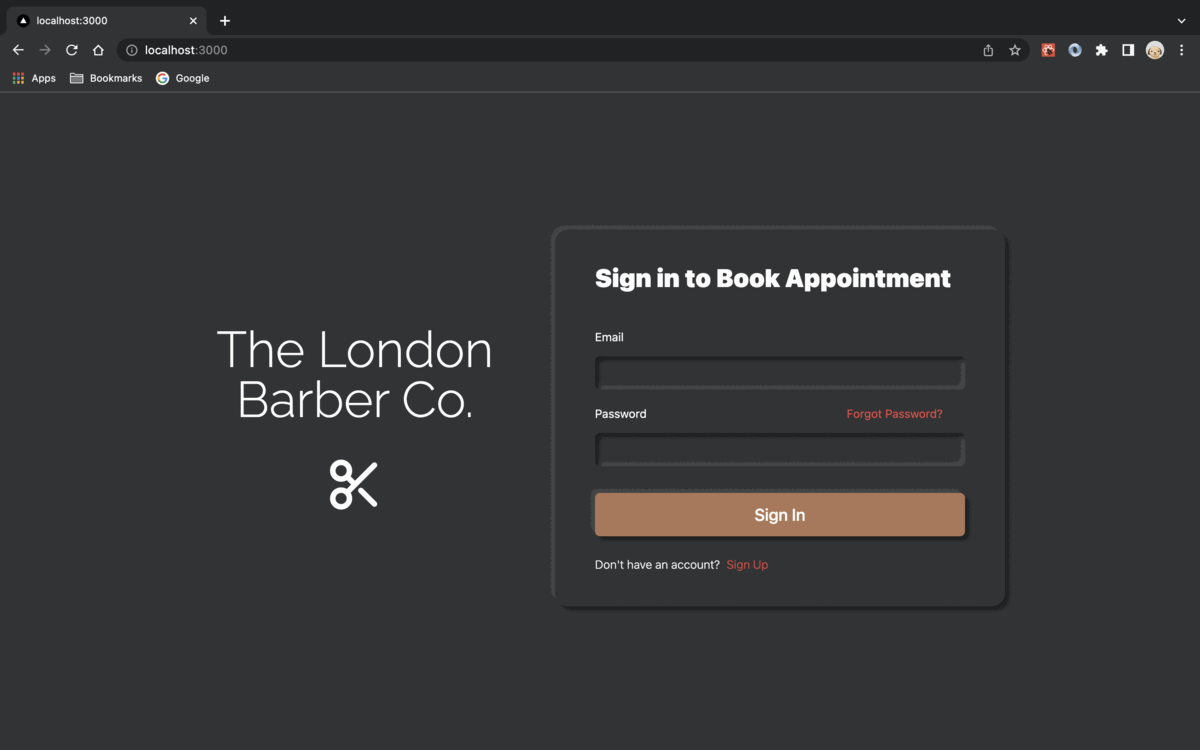 localhost:3000
localhost:3000
Apps Bookmarks Google
The London
Barber Co.
Sign in to Book Appointment
Email
Password Forgot Password?
Sign In
Don't have an account? Sign Up